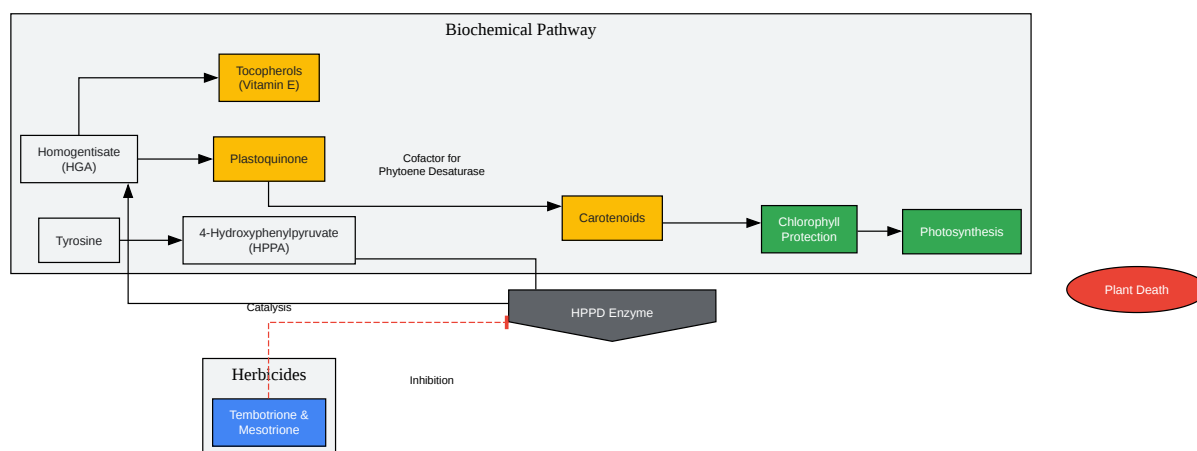 Biochemical Pathway
Tocopherols
(Vitamin E)
Homogentisate
(HGA)
Plastoquinone
Cofactor for
Phytoene Desaturase
Carotenoids
Chlorophyll
Protection
Photosynthesis
Tyrosine
4-Hydroxyphenylpyruvate
(HPPA)
Plant Death
Catalysis
HPPD Enzyme
Herbicides
Inhibition
Tembotrione &
Mesotrione